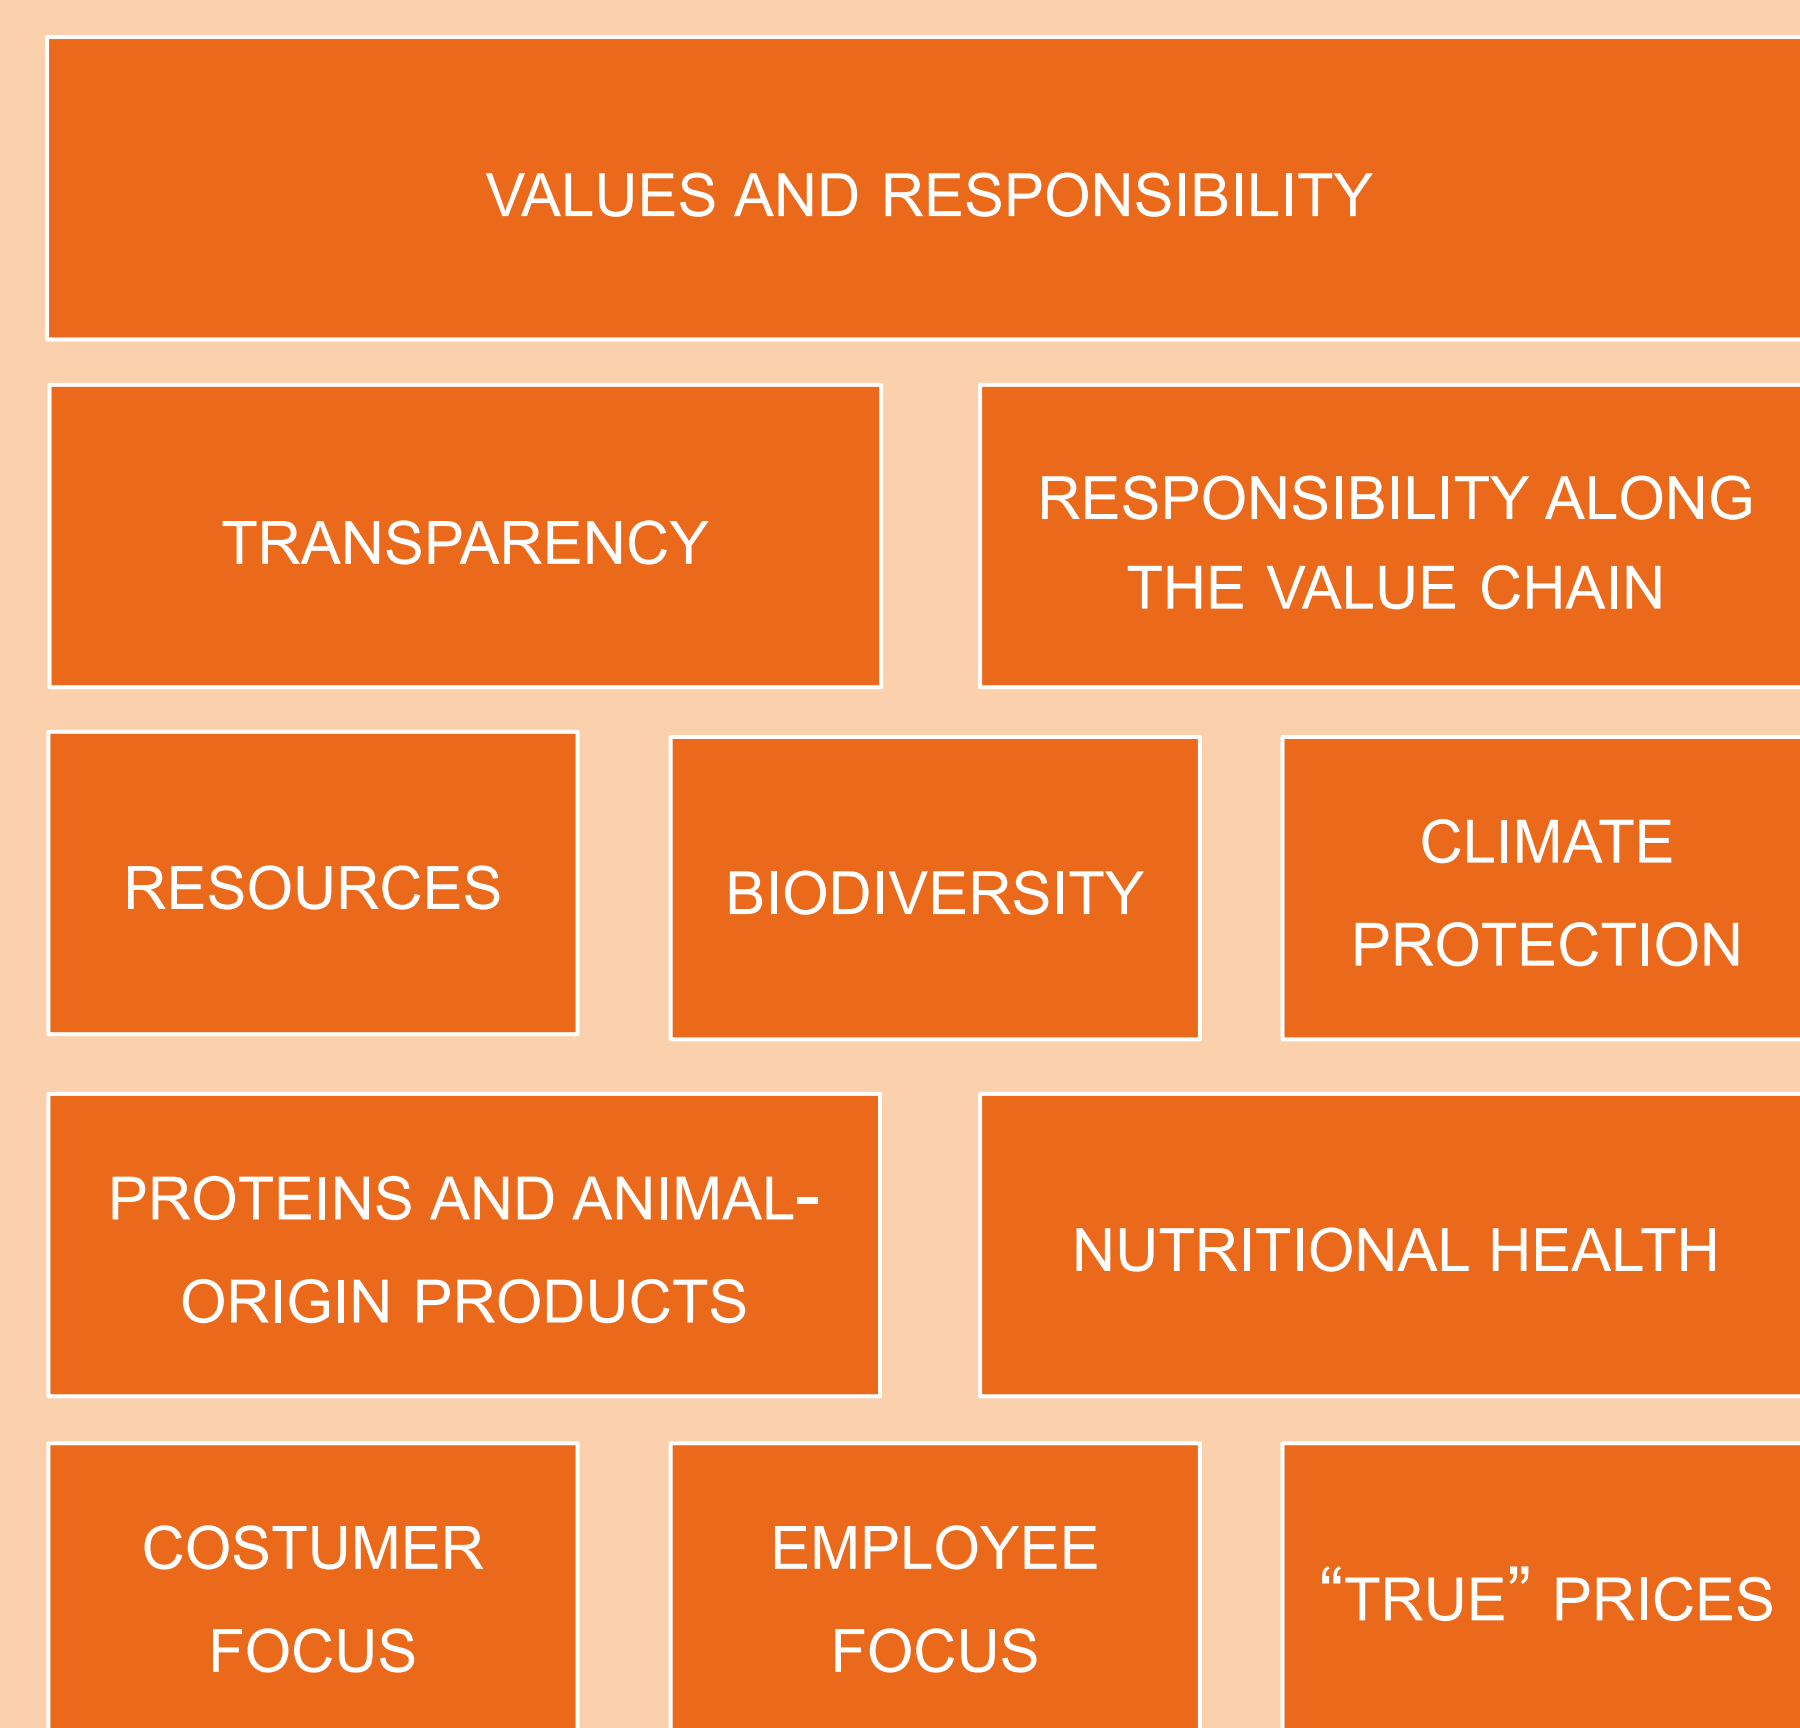 VALUES AND RESPONSIBILITY
TRANSPARENCY
RESPONSIBILITY ALONG
THE VALUE CHAIN
RESOURCES
BIODIVERSITY
CLIMATE
PROTECTION
PROTEINS AND ANIMAL-
ORIGIN PRODUCTS
NUTRITIONAL HEALTH
COSTUMER
FOCUS
EMPLOYEE
FOCUS
“TRUE” PRICES